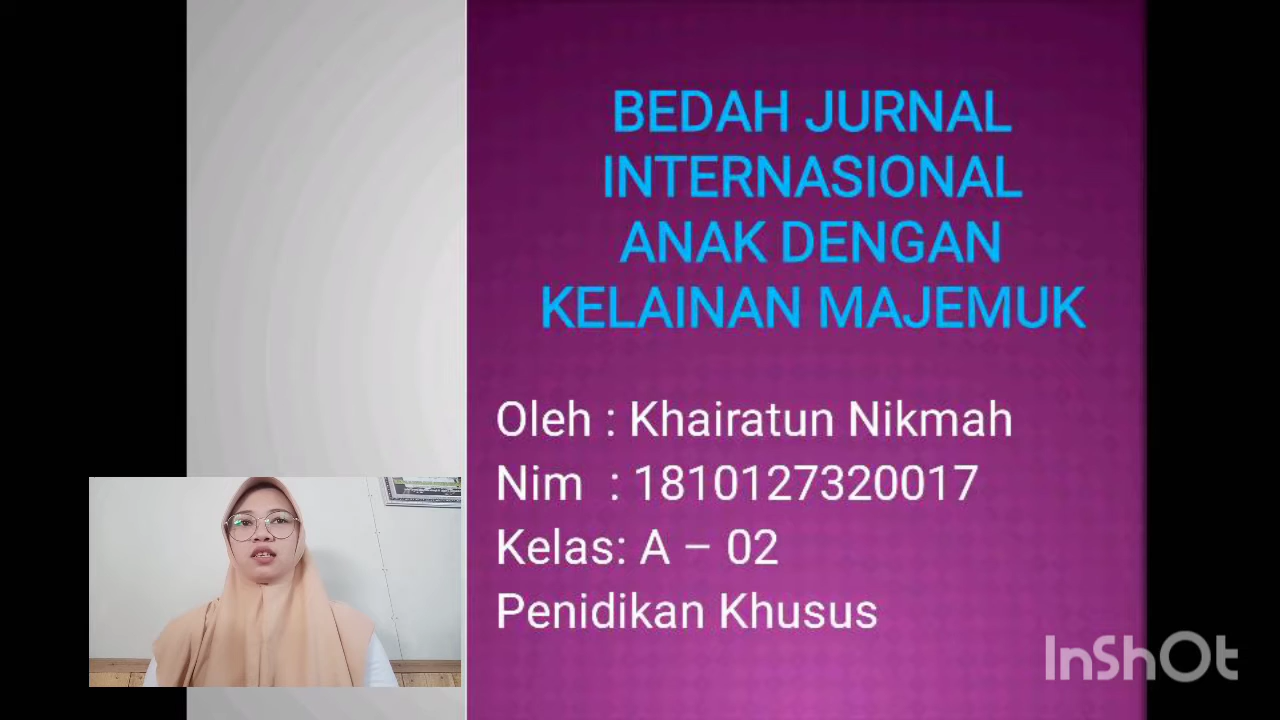 BEDAH JURNAL
INTERNASIONAL
ANAK DENGAN
KELAINAN MAJEMUK
Oleh : Khairatun Nikmah
Nim : 1810127320017
Kelas: A – 02
Penidikan Khusus
InShOt